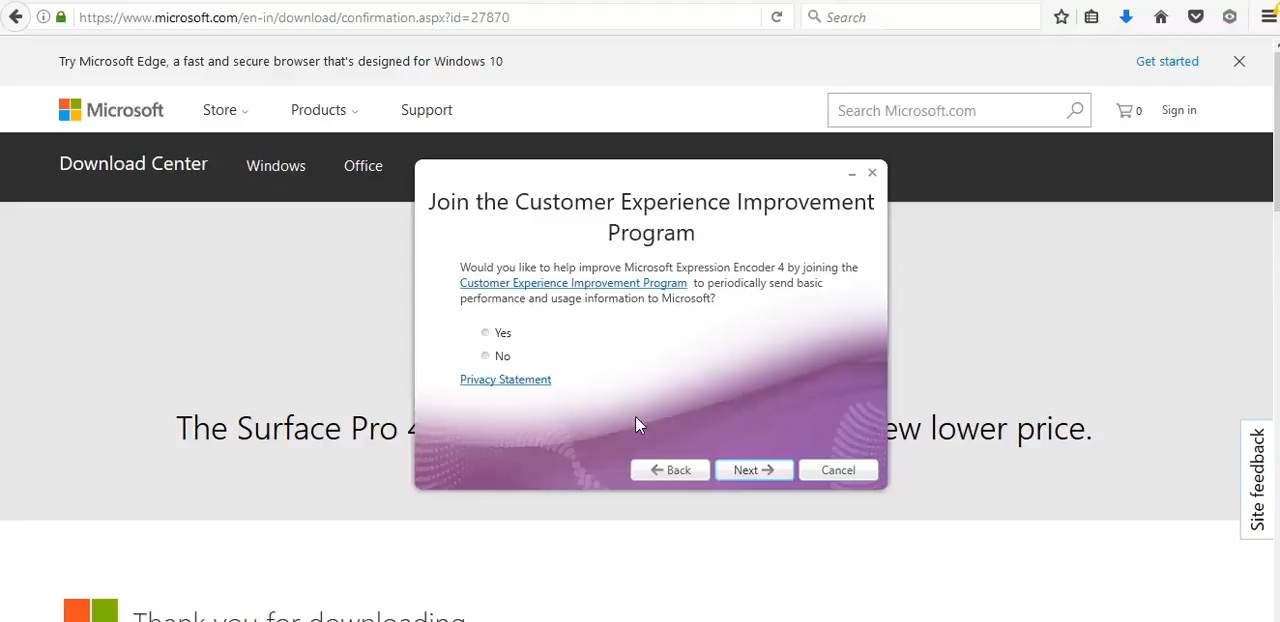 https://www.microsoft.com/en-in/download/confirmation.aspx?id=27870
Search
Try Microsoft Edge, a fast and secure browser that's designed for Windows 10
Get started
Microsoft
Store
Products
Support
Search Microsoft.com
0
Sign in
Download Center
Windows
Office
Join the Customer Experience Improvement
Program
Would you like to help improve Microsoft Expression Encoder 4 by joining the
Customer Experience Improvement Program to periodically send basic
performance and usage information to Microsoft?
Yes
No
Privacy Statement
The Surface Pro 4
ew lower price.
Back
Next
Cancel
Site feedback
Thank you for downloading